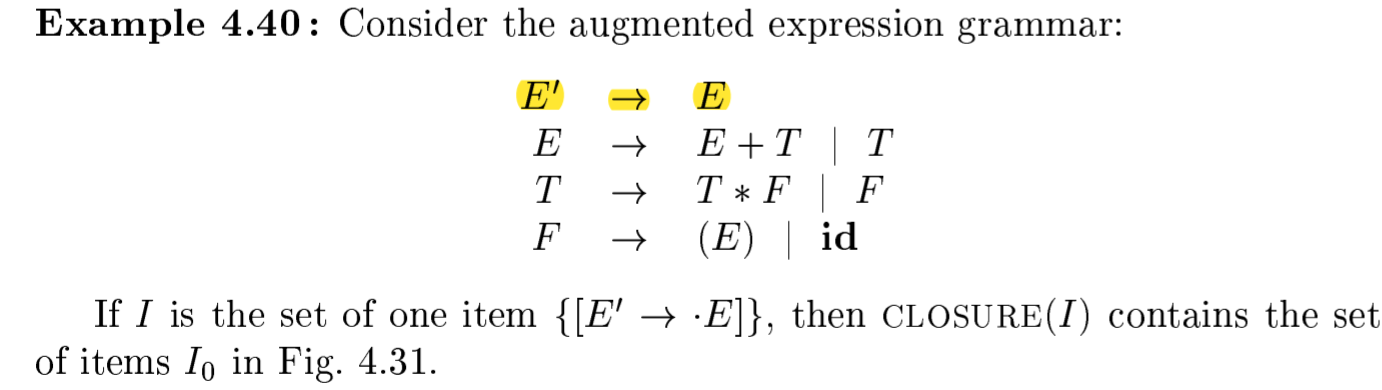 Example 4.40: Consider the augmented expression grammar:
E′ → E
E → E + T | T
T → T ∗ F | F
F → (E) | id
If I is the set of one item {[E′ → ·E]}, then CLOSURE(I) contains the set
of items I₀ in Fig. 4.31.